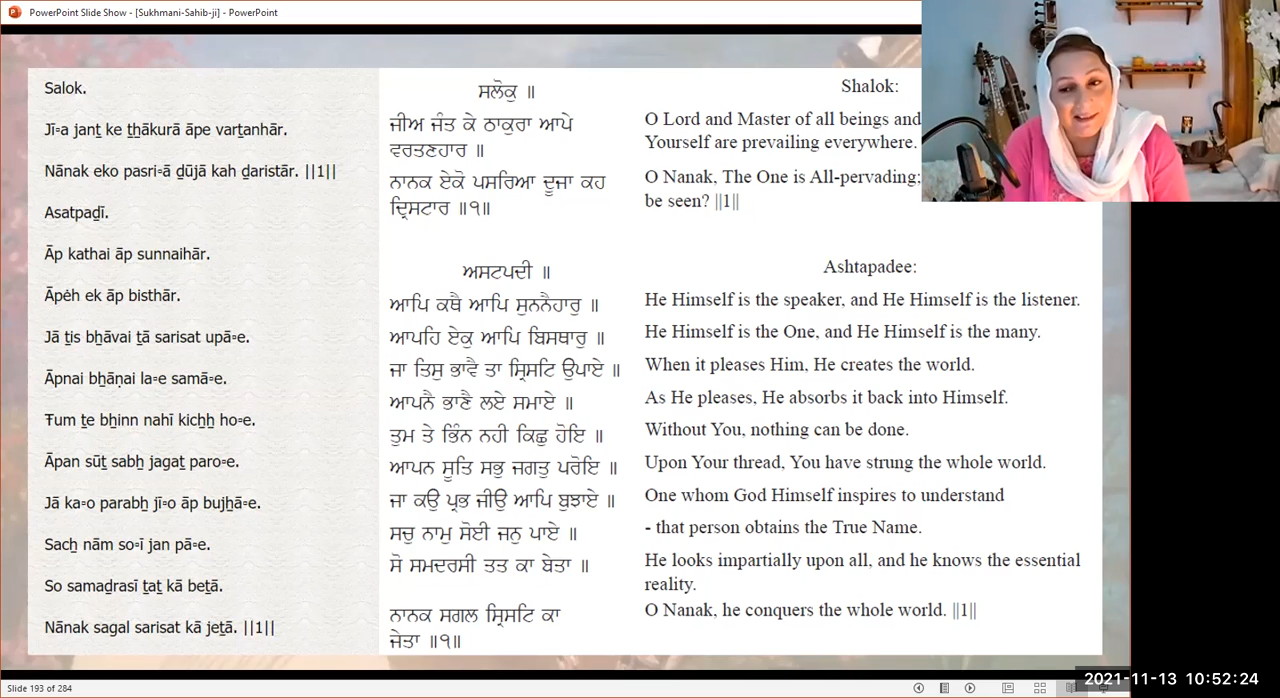 PowerPoint Slide Show - [Sukhmani-Sahib-ji] - PowerPoint
Salok.
Jī▫a janṯ ke ṯẖākurā āpe varṯanhār.
Nānak eko pasri▫ā ḏūjā kah ḏaristār. ||1||
Asatpaḏī.
Āp kathai āp sunnaihār.
Āpėh ek āp bisthār.
Jā ṯis bẖāvai ṯā sarisat upā▫e.
Āpnai bẖāṇai la▫e samā▫e.
Ŧum ṯe bẖinn nahī kicẖẖ ho▫e.
Āpan sūṯ sabẖ jagaṯ paro▫e.
Jā ka▫o parabẖ jī▫o āp bujẖā▫e.
Sacẖ nām so▫ī jan pā▫e.
So samaḏrasī ṯaṯ kā beṯā.
Nānak sagal sarisat kā jeṯā. ||1||
ਸਲੋਕੁ ॥
ਜੀਅ ਜੰਤ ਕੇ ਠਾਕੁਰਾ ਆਪੇ
ਵਰਤਣਹਾਰ ॥
ਨਾਨਕ ਏਕੋ ਪਸਰਿਆ ਦੂਜਾ ਕਹ
ਦ੍ਰਿਸਟਾਰ ॥੧॥
ਅਸਟਪਦੀ ॥
ਆਪਿ ਕਥੈ ਆਪਿ ਸੁਨਨੈਹਾਰੁ ॥
ਆਪਹਿ ਏਕੁ ਆਪਿ ਬਿਸਥਾਰੁ ॥
ਜਾ ਤਿਸੁ ਭਾਵੈ ਤਾ ਸ੍ਰਿਸਟਿ ਉਪਾਏ ॥
ਆਪਨੈ ਭਾਣੈ ਲਏ ਸਮਾਏ ॥
ਤੁਮ ਤੇ ਭਿੰਨ ਨਹੀ ਕਿਛੁ ਹੋਇ ॥
ਆਪਨ ਸੂਤਿ ਸਭੁ ਜਗਤੁ ਪਰੋਇ ॥
ਜਾ ਕਉ ਪ੍ਰਭ ਜੀਉ ਆਪਿ ਬੁਝਾਏ ॥
ਸਚੁ ਨਾਮੁ ਸੋਈ ਜਨੁ ਪਾਏ ॥
ਸੋ ਸਮਦਰਸੀ ਤਤ ਕਾ ਬੇਤਾ ॥
ਨਾਨਕ ਸਗਲ ਸ੍ਰਿਸਟਿ ਕਾ
ਜੇਤਾ ॥੧॥
Shalok:
O Lord and Master of all beings and
Yourself are prevailing everywhere.
O Nanak, The One is All-pervading;
be seen? ||1||
Ashtapadee:
He Himself is the speaker, and He Himself is the listener.
He Himself is the One, and He Himself is the many.
When it pleases Him, He creates the world.
As He pleases, He absorbs it back into Himself.
Without You, nothing can be done.
Upon Your thread, You have strung the whole world.
One whom God Himself inspires to understand
- that person obtains the True Name.
He looks impartially upon all, and he knows the essential
reality.
O Nanak, he conquers the whole world. ||1||
Slide 193 of 284
2021-11-13 10:52:24